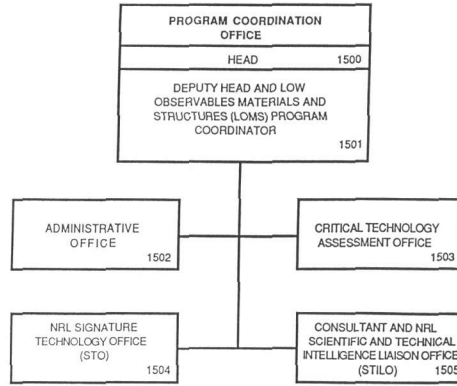 PROGRAM COORDINATION
OFFICE
HEAD 1500
DEPUTY HEAD AND LOW
OBSERVABLES MATERIALS AND
STRUCTURES (LOMS) PROGRAM
COORDINATOR
1501
ADMINISTRATIVE
OFFICE
1502
CRITICAL TECHNOLOGY
ASSESSMENT OFFICE
1503
NRL SIGNATURE
TECHNOLOGY OFFICE
(STO)
1504
CONSULTANT AND NRL
SCIENTIFIC AND TECHNICAL
INTELLIGENCE LIAISON OFFICE
(STILO) 1505